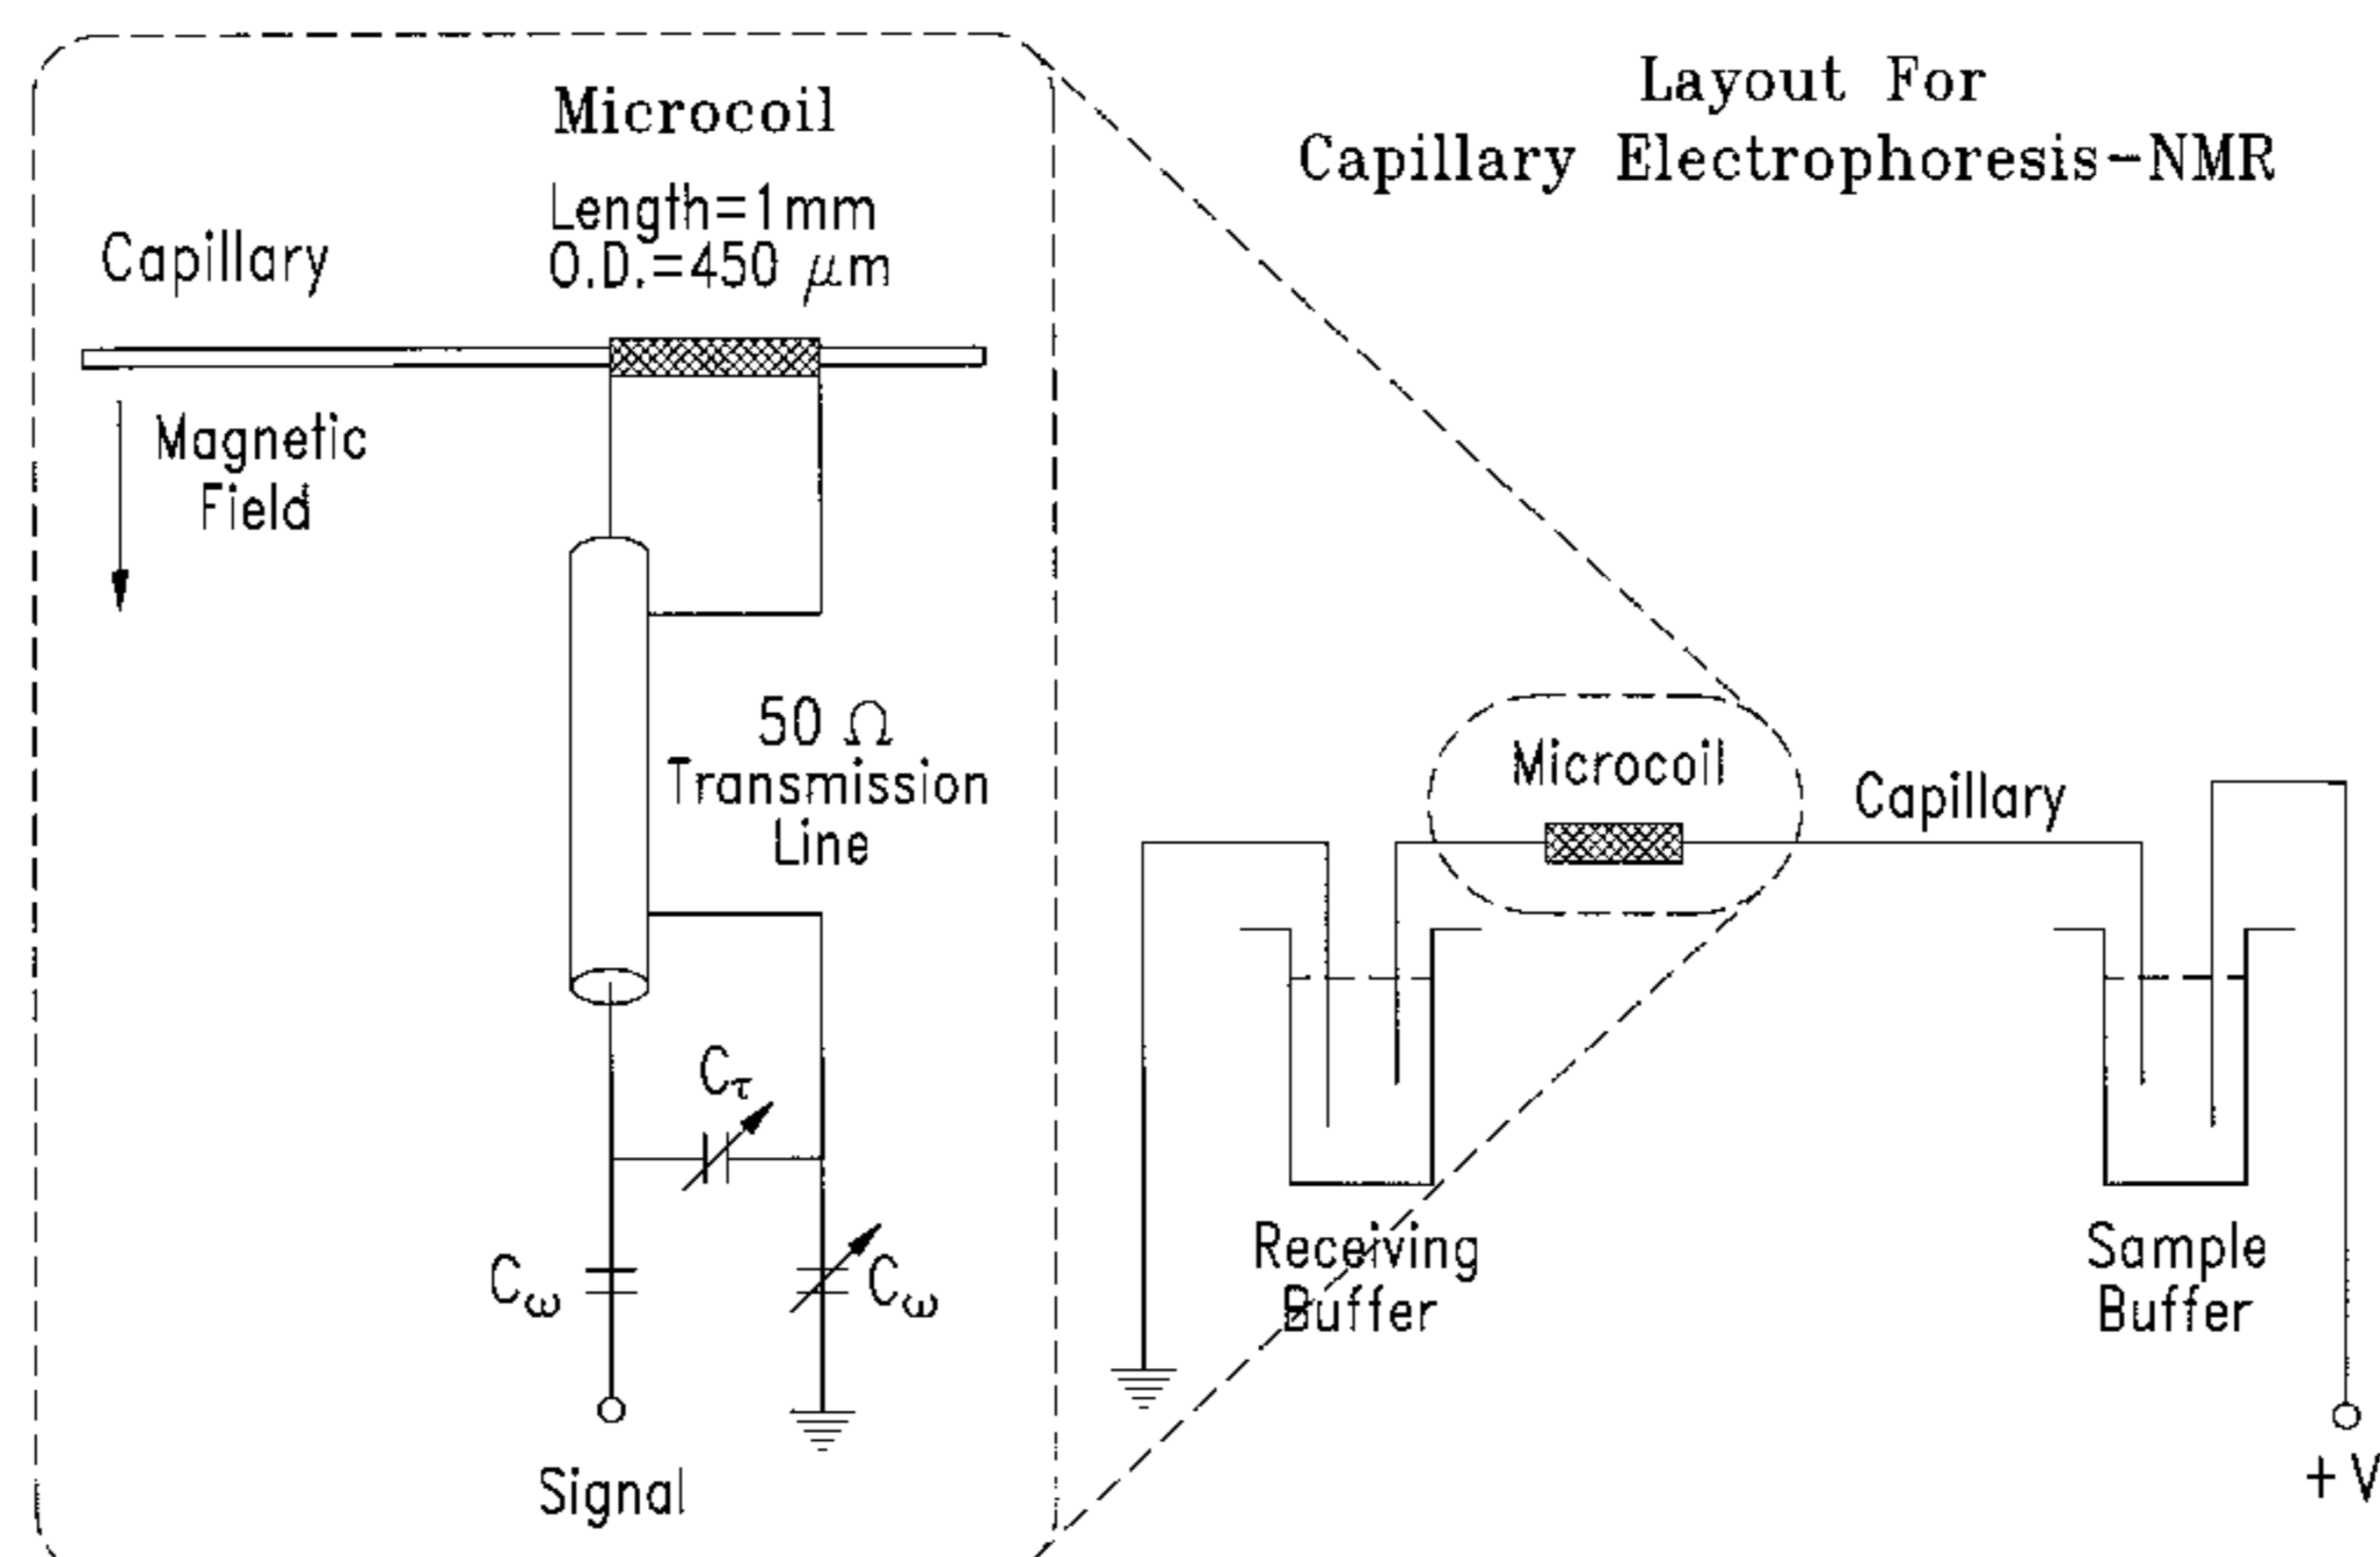 Layout For
Capillary Electrophoresis-NMR
Microcoil
Length=1mm
O.D.=450 μm
Capillary
Magnetic
Field
50 Ω
Transmission
Line
Cτ
Cω
Cω
Signal
Microcoil
Capillary
Receiving
Buffer
Sample
Buffer
+V